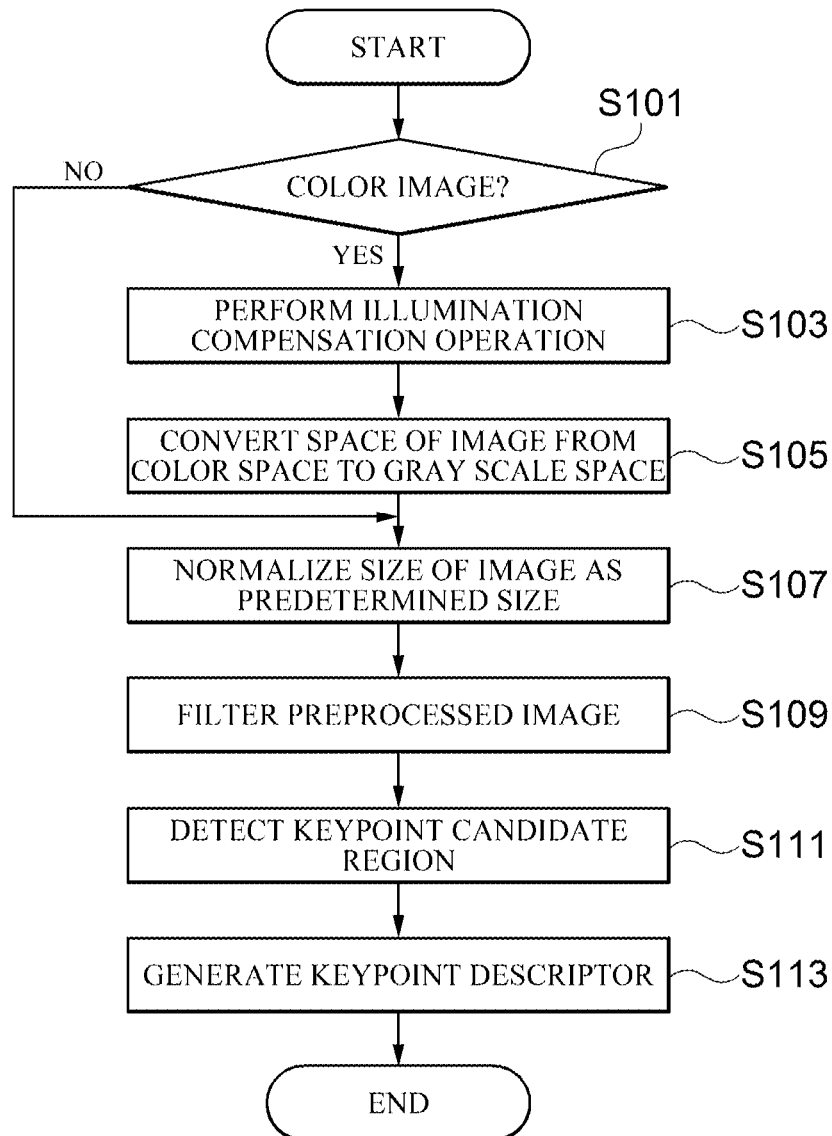 START
S101
NO
COLOR IMAGE?
YES
PERFORM ILLUMINATION
COMPENSATION OPERATION
S103
CONVERT SPACE OF IMAGE FROM
COLOR SPACE TO GRAY SCALE SPACE
S105
NORMALIZE SIZE OF IMAGE AS
PREDETERMINED SIZE
S107
FILTER PREPROCESSED IMAGE
S109
DETECT KEYPOINT CANDIDATE
REGION
S111
GENERATE KEYPOINT DESCRIPTOR
S113
END